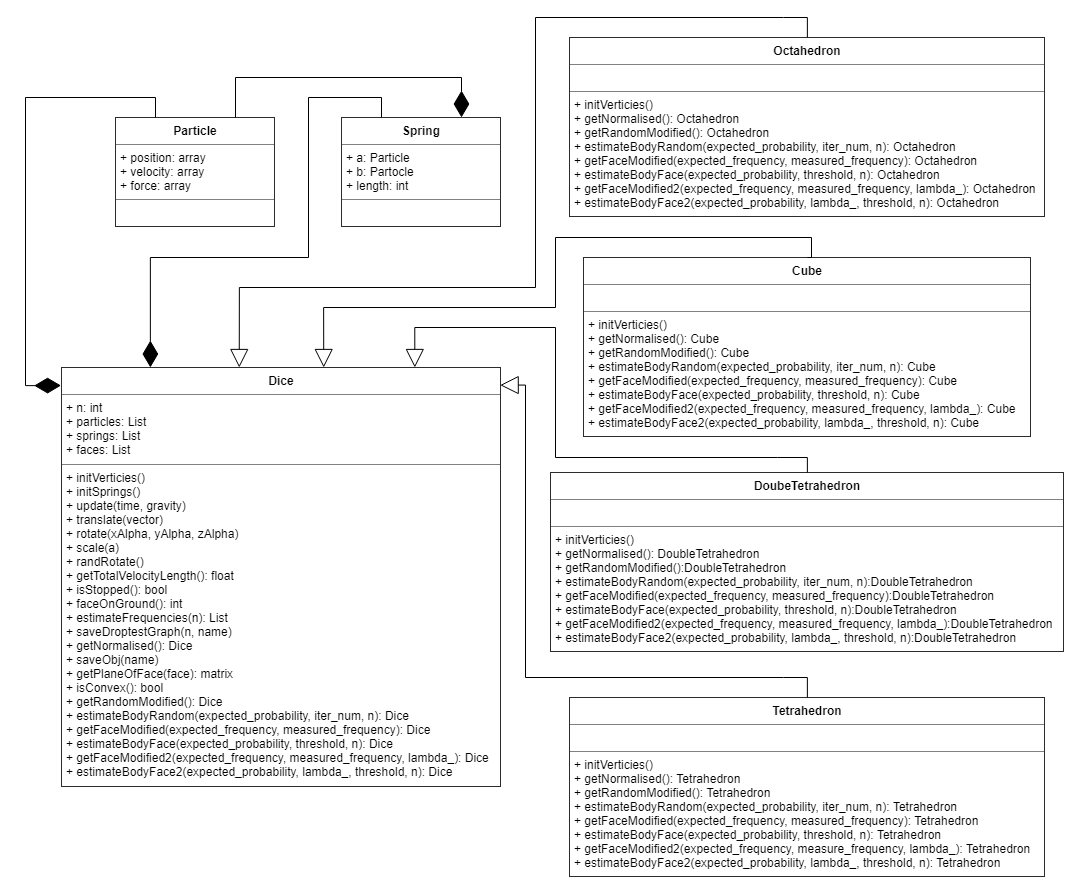 Particle
+ position: array
+ velocity: array
+ force: array
Spring
+ a: Particle
+ b: Partocle
+ length: int
Octahedron
+ initVerticies()
+ getNormalised(): Octahedron
+ getRandomModified(): Octahedron
+ estimateBodyRandom(expected_probability, iter_num, n): Octahedron
+ getFaceModified(expected_frequency, measured_frequency): Octahedron
+ estimateBodyFace(expected_probability, threshold, n): Octahedron
+ getFaceModified2(expected_frequency, measured_frequency, lambda_): Octahedron
+ estimateBodyFace2(expected_probability, lambda_, threshold, n): Octahedron
Cube
+ initVerticies()
+ getNormalised(): Cube
+ getRandomModified(): Cube
+ estimateBodyRandom(expected_probability, iter_num, n): Cube
+ getFaceModified(expected_frequency, measured_frequency): Cube
+ estimateBodyFace(expected_probability, threshold, n): Cube
+ getFaceModified2(expected_frequency, measured_frequency, lambda_): Cube
+ estimateBodyFace2(expected_probability, lambda_, threshold, n): Cube
Dice
+ n: int
+ particles: List
+ springs: List
+ faces: List
+ initVerticies()
+ initSprings()
+ update(time, gravity)
+ translate(vector)
+ rotate(xAlpha, yAlpha, zAlpha)
+ scale(a)
+ randRotate()
+ getTotalVelocityLength(): float
+ isStopped(): bool
+ faceOnGround(): int
+ estimateFrequencies(n): List
+ saveDroptestGraph(n, name)
+ getNormalised(): Dice
+ saveObj(name)
+ getPlaneOfFace(face): matrix
+ isConvex(): bool
+ getRandomModified(): Dice
+ estimateBodyRandom(expected_probability, iter_num, n): Dice
+ getFaceModified(expected_frequency, measured_frequency): Dice
+ estimateBodyFace(expected_probability, threshold, n): Dice
+ getFaceModified2(expected_frequency, measured_frequency, lambda_): Dice
+ estimateBodyFace2(expected_probability, lambda_, threshold, n): Dice
DoubeTetrahedron
+ initVerticies()
+ getNormalised(): DoubleTetrahedron
+ getRandomModified():DoubleTetrahedron
+ estimateBodyRandom(expected_probability, iter_num, n):DoubleTetrahedron
+ getFaceModified(expected_frequency, measured_frequency):DoubleTetrahedron
+ estimateBodyFace(expected_probability, threshold, n):DoubleTetrahedron
+ getFaceModified2(expected_frequency, measured_frequency, lambda_):DoubleTetrahedron
+ estimateBodyFace2(expected_probability, lambda_, threshold, n):DoubleTetrahedron
Tetrahedron
+ initVerticies()
+ getNormalised(): Tetrahedron
+ getRandomModified(): Tetrahedron
+ estimateBodyRandom(expected_probability, iter_num, n): Tetrahedron
+ getFaceModified(expected_frequency, measured_frequency): Tetrahedron
+ estimateBodyFace(expected_probability, threshold, n): Tetrahedron
+ getFaceModified2(expected_frequency, measure_frequency, lambda_): Tetrahedron
+ estimateBodyFace2(expected_probability, lambda_, threshold, n): Tetrahedron